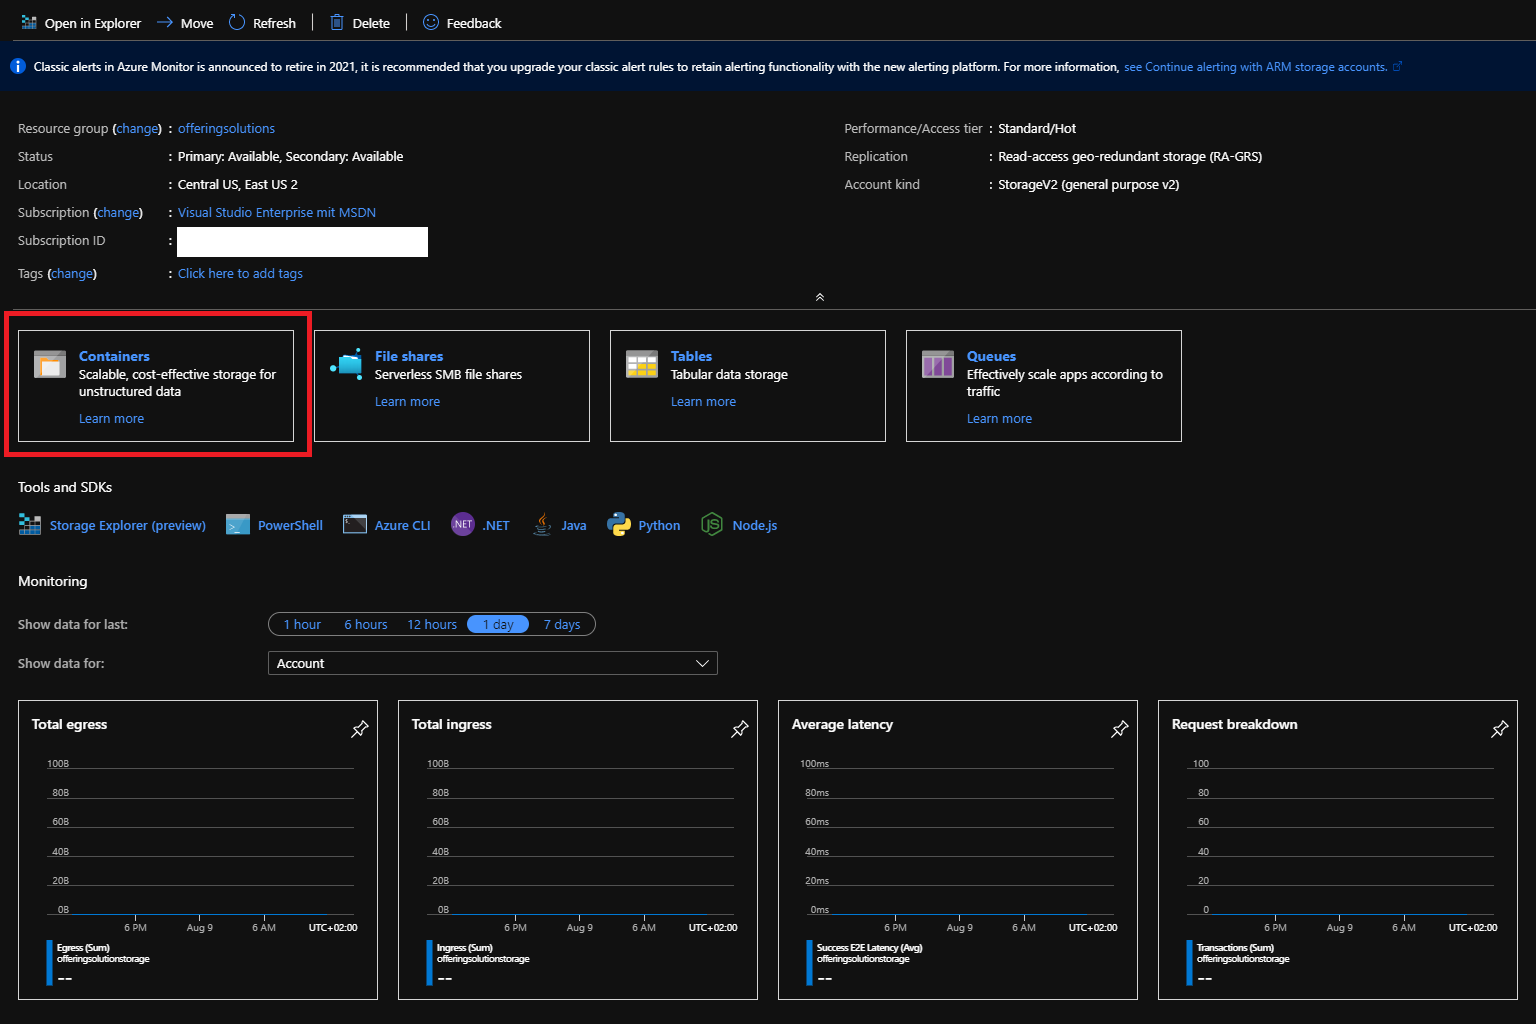 Open in Explorer Move Refresh Delete Feedback
Classic alerts in Azure Monitor is announced to retire in 2021, it is recommended that you upgrade your classic alert rules to retain alerting functionality with the new alerting platform. For more information, see Continue alerting with ARM storage accounts.
Resource group (change) : offeringsolutions
Status : Primary: Available, Secondary: Available
Location : Central US, East US 2
Subscription (change) : Visual Studio Enterprise mit MSDN
Subscription ID :
Tags (change) : Click here to add tags
Performance/Access tier : Standard/Hot
Replication : Read-access geo-redundant storage (RA-GRS)
Account kind : StorageV2 (general purpose v2)
Containers
Scalable, cost-effective storage for
unstructured data
Learn more
File shares
Serverless SMB file shares
Learn more
Tables
Tabular data storage
Learn more
Queues
Effectively scale apps according to
traffic
Learn more
Tools and SDKs
Storage Explorer (preview) PowerShell Azure CLI NET .NET Java Python JS Node.js
Monitoring
Show data for last: 1 hour 6 hours 12 hours 1 day 7 days
Show data for: Account
Total egress
100B
80B
60B
40B
20B
0B
6 PM Aug 9 6 AM UTC+02:00
Egress (Sum)
offeringsolutionstorage
--
Total ingress
100B
80B
60B
40B
20B
0B
6 PM Aug 9 6 AM UTC+02:00
Ingress (Sum)
offeringsolutionstorage
--
Average latency
100ms
80ms
60ms
40ms
20ms
0ms
6 PM Aug 9 6 AM UTC+02:00
Success E2E Latency (Avg)
offeringsolutionstorage
--
Request breakdown
100
80
60
40
20
0
6 PM Aug 9 6 AM UTC+02:00
Transactions (Sum)
offeringsolutionstorage
--